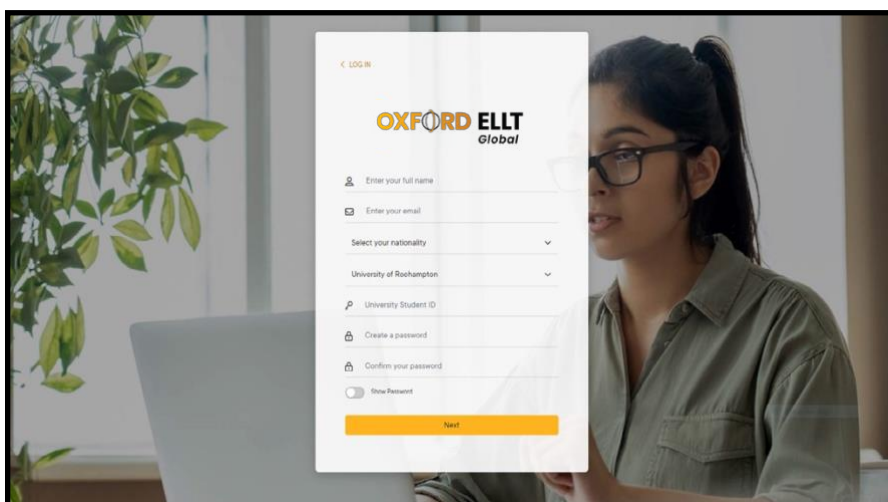 < LOG IN
OXFORD ELLT
Global
Enter your full name
Enter your email
Select your nationality
University of Roehampton
University Student ID
Create a password
Confirm your password
Show Password
Next